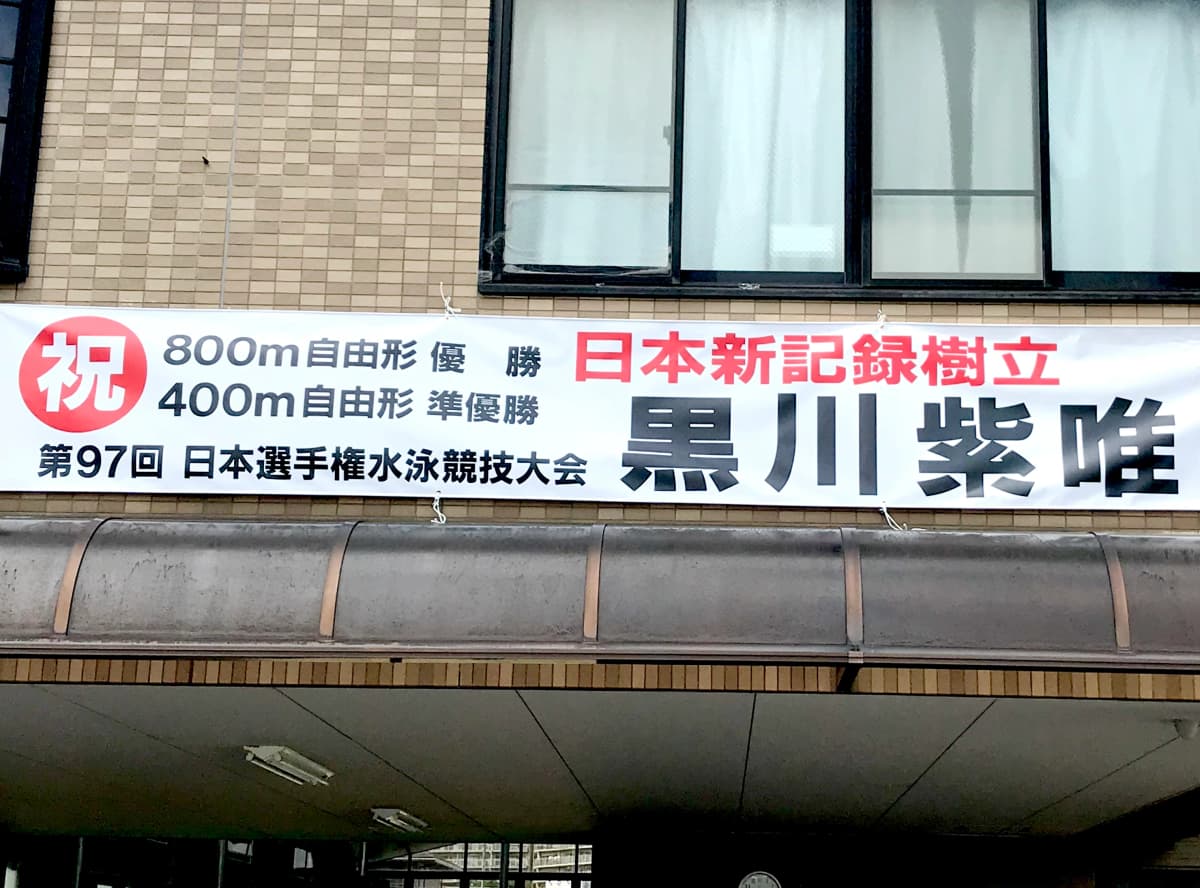 祝
800m自由形 優　勝
400m自由形 準優勝
第97回 日本選手権水泳競技大会
日本新記録樹立
黒川紫唯